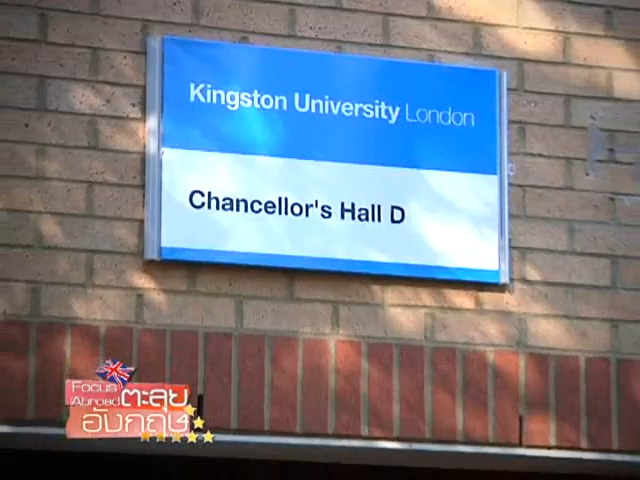 Kingston University London
Chancellor's Hall D
Focus
Abroad ตะลุย
อังกฤษ